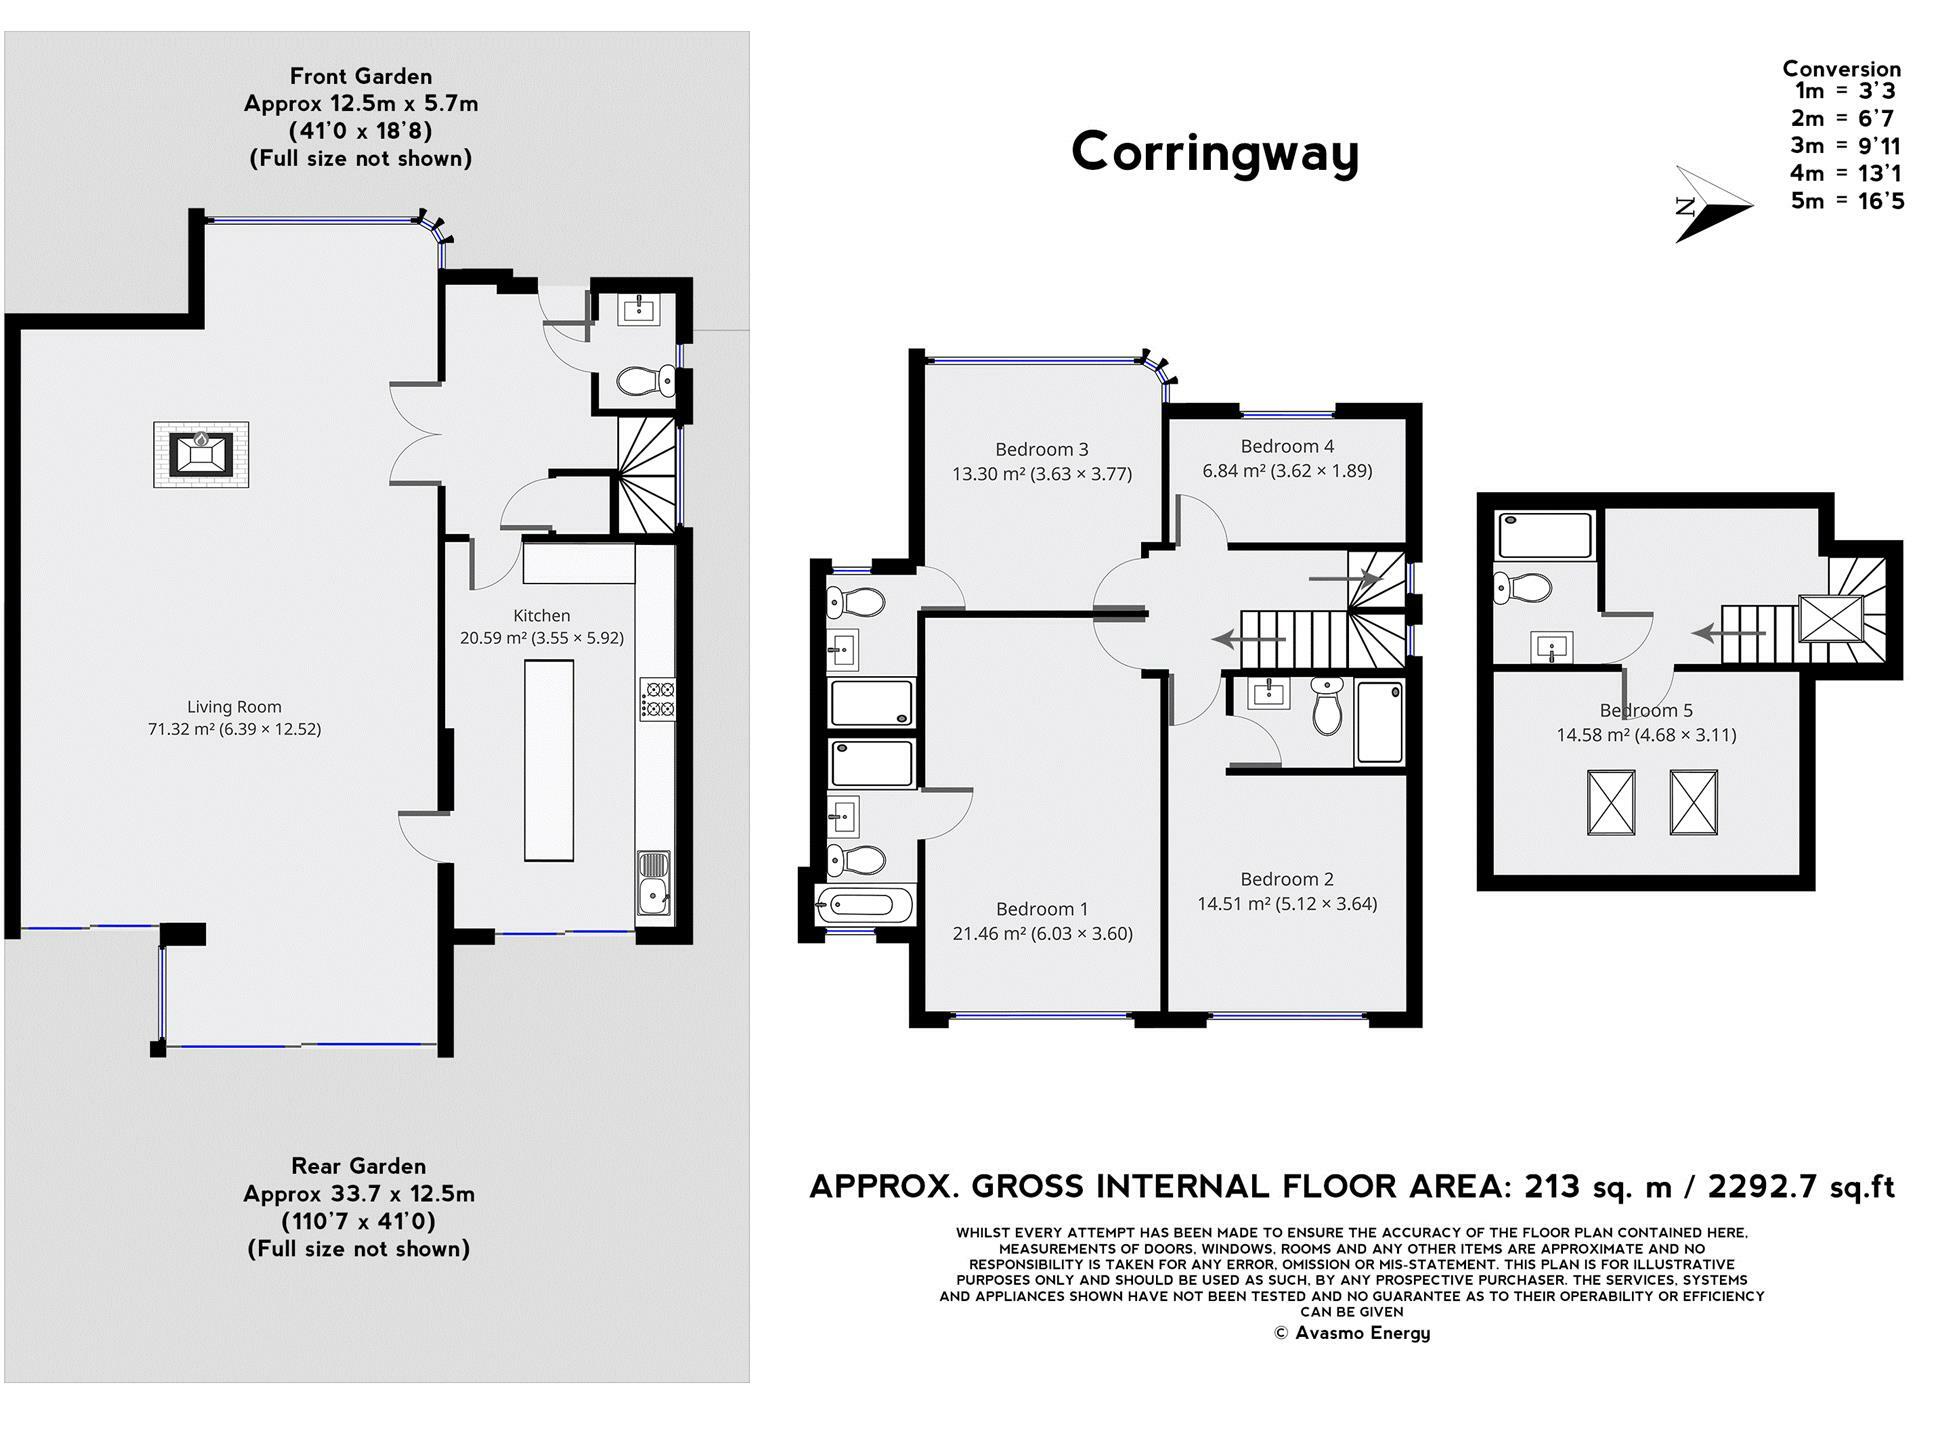 Front Garden
Approx 12.5m x 5.7m
(41'0 x 18'8)
(Full size not shown)
Kitchen
20.59 m² (3.55 × 5.92)
Living Room
71.32 m² (6.39 × 12.52)
Rear Garden
Approx 33.7 x 12.5m
(110'7 x 41'0)
(Full size not shown)
Corringway
Conversion
1m = 3'3
2m = 6'7
3m = 9'11
4m = 13'1
5m = 16'5
N
Bedroom 3
13.30 m² (3.63 × 3.77)
Bedroom 4
6.84 m² (3.62 × 1.89)
Bedroom 1
21.46 m² (6.03 × 3.60)
Bedroom 2
14.51 m² (5.12 × 3.64)
Bedroom 5
14.58 m² (4.68 × 3.11)
APPROX. GROSS INTERNAL FLOOR AREA: 213 sq. m / 2292.7 sq.ft
WHILST EVERY ATTEMPT HAS BEEN MADE TO ENSURE THE ACCURACY OF THE FLOOR PLAN CONTAINED HERE,
MEASUREMENTS OF DOORS, WINDOWS, ROOMS AND ANY OTHER ITEMS ARE APPROXIMATE AND NO
RESPONSIBILITY IS TAKEN FOR ANY ERROR, OMISSION OR MIS-STATEMENT. THIS PLAN IS FOR ILLUSTRATIVE
PURPOSES ONLY AND SHOULD BE USED AS SUCH, BY ANY PROSPECTIVE PURCHASER. THE SERVICES, SYSTEMS
AND APPLIANCES SHOWN HAVE NOT BEEN TESTED AND NO GUARANTEE AS TO THEIR OPERABILITY OR EFFICIENCY
CAN BE GIVEN
© Avasmo Energy